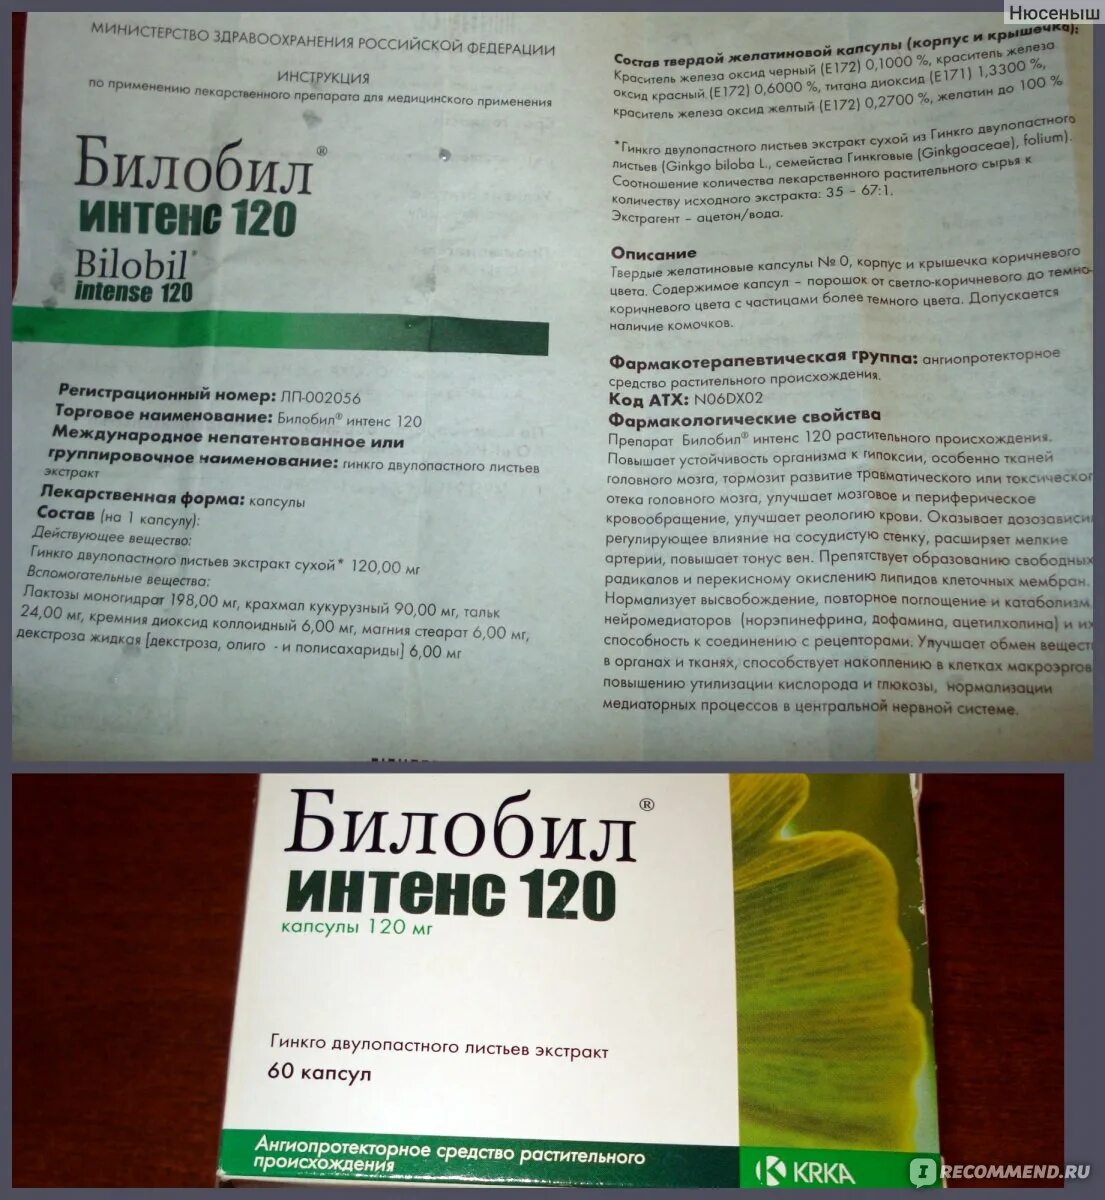 Нюсеныш
МИНИСТЕРСТВО ЗДРАВООХРАНЕНИЯ РОССИЙСКОЙ ФЕДЕРАЦИИ
ИНСТРУКЦИЯ
по применению лекарственного препарата для медицинского применения
Билобил®
ИНТЕНС 120
Bilobil®
intense 120
Регистрационный номер: ЛП-002056
Торговое наименование: Билобил® интенс 120
Международное непатентованное или
группировочное наименование: гинкго двулопастного листьев
экстракт
Лекарственная форма: капсулы
Состав (на 1 капсулу):
Действующее вещество:
Гинкго двулопастного листьев экстракт сухой* 120,00 мг
Вспомогательные вещества:
Лактозы моногидрат 198,00 мг, крахмал кукурузный 90,00 мг, тальк
24,00 мг, кремния диоксид коллоидный 6,00 мг, магния стеарат 6,00 мг,
декстроза жидкая [декстроза, олиго - и полисахариды] 6,00 мг
Состав твердой желатиновой капсулы (корпус и крышечка):
Краситель железа оксид черный (Е172) 0,1000 %, краситель железа
оксид красный (Е172) 0,6000 %, титана диоксид (Е171) 1,3300 %,
краситель железа оксид желтый (Е172) 0,2700 %, желатин до 100 %
*Гинкго двулопастного листьев экстракт сухой из Гинкго двулопастного
листьев (Ginkgo biloba L., семейства Гинкговые (Ginkgoaceae), folium).
Соотношение количества лекарственного растительного сырья к
количеству исходного экстракта: 35 – 67:1.
Экстрагент – ацетон/вода.
Описание
Твердые желатиновые капсулы № 0, корпус и крышечка коричневого
цвета. Содержимое капсул – порошок от светло-коричневого до темно-
коричневого цвета с частицами более темного цвета. Допускается
наличие комочков.
Фармакотерапевтическая группа: ангиопротекторное
средство растительного происхождения.
Код АТХ: N06DX02
Фармакологические свойства
Препарат Билобил® интенс 120 растительного происхождения.
Повышает устойчивость организма к гипоксии, особенно тканей
головного мозга, тормозит развитие травматического или токсическог
отека головного мозга, улучшает мозговое и периферическое
кровообращение, улучшает реологию крови. Оказывает дозозависи
регулирующее влияние на сосудистую стенку, расширяет мелкие
артерии, повышает тонус вен. Препятствует образованию свободных
радикалов и перекисному окислению липидов клеточных мембран.
Нормализует высвобождение, повторное поглощение и катаболизм
нейромедиаторов (норэпинефрина, дофамина, ацетилхолина) и их
способность к соединению с рецепторами. Улучшает обмен вещест
в органах и тканях, способствует накоплению в клетках макроэргов
повышению утилизации кислорода и глюкозы, нормализации
медиаторных процессов в центральной нервной системе.
Билобил®
ИНТЕНС 120
капсулы 120 мг
Гинкго двулопастного листьев экстракт
60 капсул
Ангиопротекторное средство растительного
происхождения
KRKA
IRECOMMEND.RU